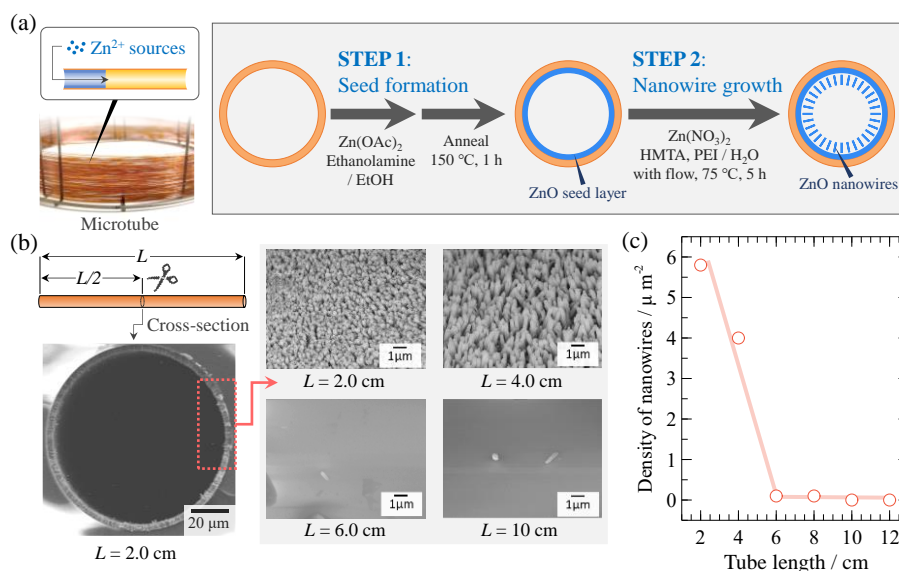 (a)
Zn²⁺ sources
Microtube
STEP 1:
Seed formation
Zn(OAc)₂
Ethanolamine
/ EtOH
Anneal
150 °C, 1 h
ZnO seed layer
STEP 2:
Nanowire growth
Zn(NO₃)₂
HMTA, PEI / H₂O
with flow, 75 °C, 5 h
ZnO nanowires
(b)
L
L/2
Cross-section
20 μm
L = 2.0 cm
1μm
L = 2.0 cm
1μm
L = 4.0 cm
1μm
L = 6.0 cm
1μm
L = 10 cm
(c)
Density of nanowires / μ m⁻²
6
5
4
3
2
1
0
2 4 6 8 10 12
Tube length / cm